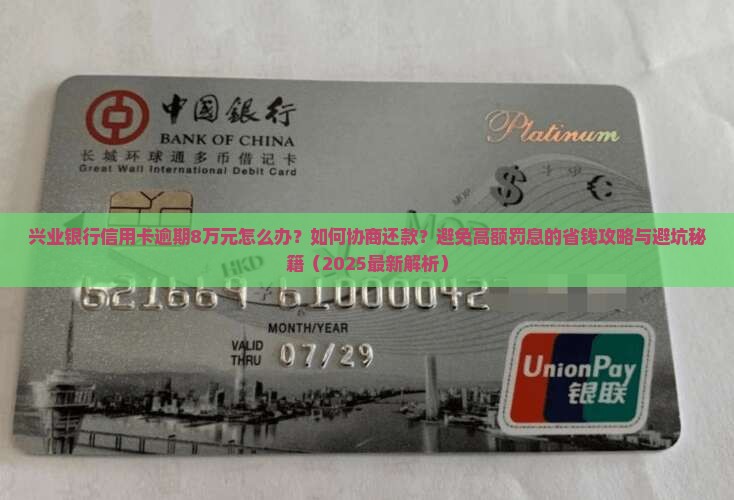 中國銀行
Platinum
BANK OF CHINA
长城环球通多币借记卡
Great Wall International Debit Card
MOP
$
€
兴业银行信用卡逾期8万元怎么办？如何协商还款？避免高额罚息的省钱攻略与避坑秘
籍（2025最新解析）
HKD
621669 61000042
MONTH/YEAR
VALID
THRU
07/29
UnionPay
银联